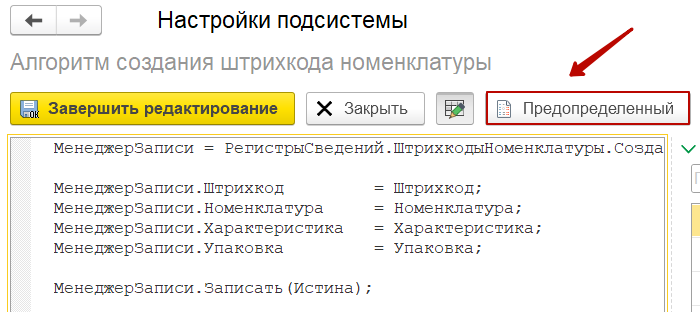 Настройки подсистемы
Алгоритм создания штрихкода номенклатуры
Завершить редактирование Закрыть Предопределенный
МенеджерЗаписи = РегистрыСведений.ШтрихкодыНоменклатуры.Созда
МенеджерЗаписи.Штрихкод = Штрихкод;
МенеджерЗаписи.Номенклатура = Номенклатура;
МенеджерЗаписи.Характеристика = Характеристика;
МенеджерЗаписи.Упаковка = Упаковка;
МенеджерЗаписи.Записать(Истина);